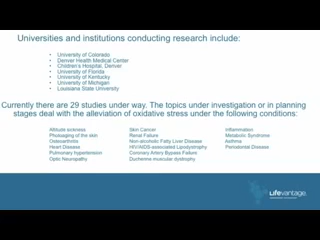 Universities and institutions conducting research include:
• University of Colorado
• Denver Health Medical Center
• Children's Hospital, Denver
• University of Florida
• University of Kentucky
• University of Michigan
• Louisiana State University
Currently there are 29 studies under way. The topics under investigation or in planning
stages deal with the alleviation of oxidative stress under the following conditions:
Altitude sickness
Photoaging of the skin
Osteoarthritis
Heart Disease
Pulmonary hypertension
Optic Neuropathy
Skin Cancer
Renal Failure
Non-alcoholic Fatty Liver Disease
HIV/AIDS-associated Lipodystrophy
Coronary Artery Bypass Failure
Duchenne muscular dystrophy
Inflammation
Metabolic Syndrome
Asthma
Periodontal Disease
Lifevantage